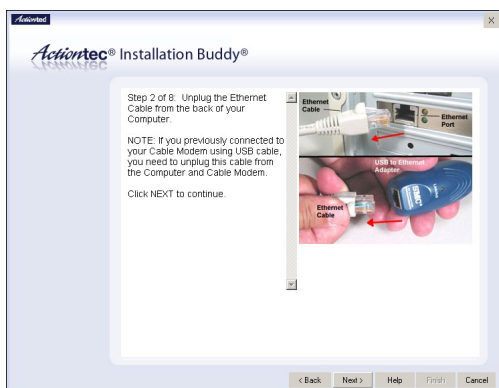 Actiontec
X
Actiontec® Installation Buddy®
Step 2 of 8: Unplug the Ethernet
Cable from the back of your
Computer.
NOTE: If you previously connected to
your Cable Modem using USB cable,
you need to unplug this cable from
the Computer and Cable Modem.
Click NEXT to continue.
Ethernet
Cable
Ethernet
Port
USB to Ethernet
Adapter
SMC
Ethernet
Cable
< Back Next > Help Finish Cancel